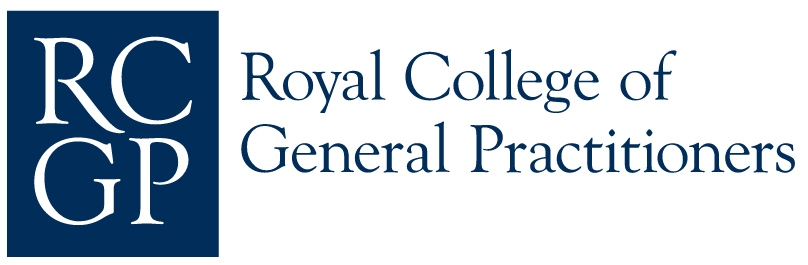 RC
GP
Royal College of
General Practitioners